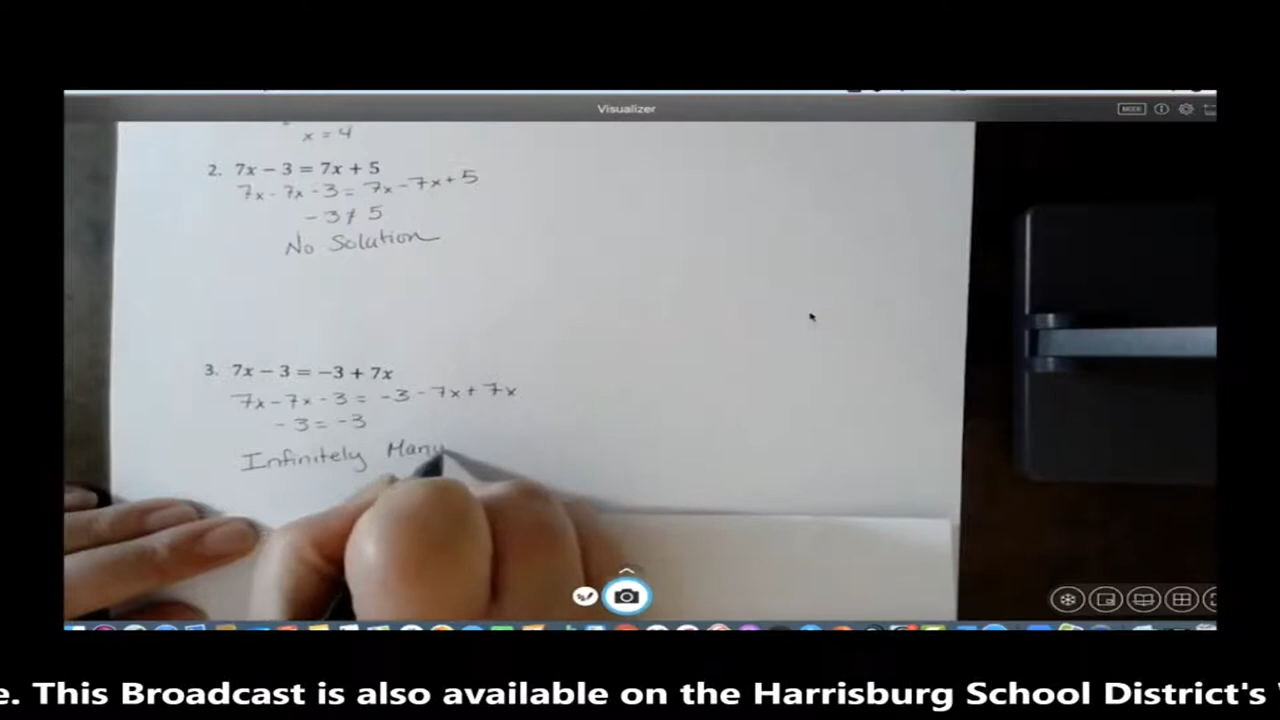 Visualizer
MODE
x = 4
2. 7x − 3 = 7x + 5
7x - 7x - 3 = 7x - 7x + 5
-3 ≠ 5
No Solution
3. 7x − 3 = −3 + 7x
7x - 7x - 3 = -3 - 7x + 7x
-3 = -3
Infinitely Many
e. This Broadcast is also available on the Harrisburg School District's